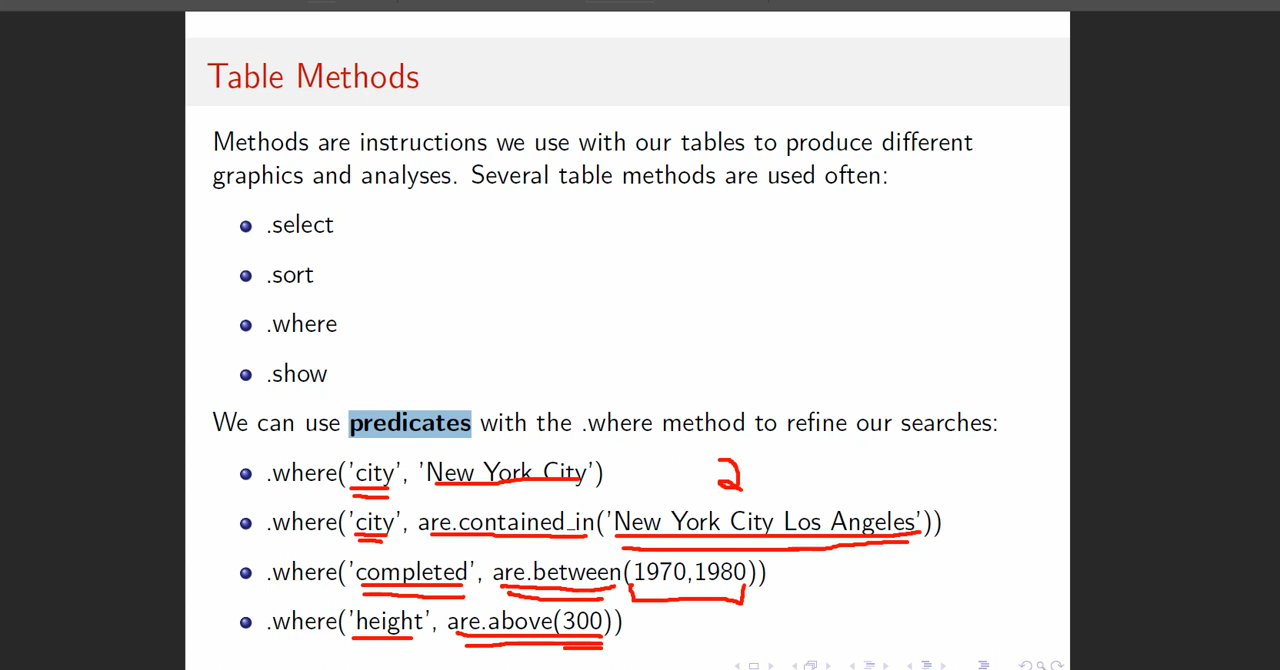 Table Methods
Methods are instructions we use with our tables to produce different
graphics and analyses. Several table methods are used often:
.select
.sort
.where
.show
We can use predicates with the .where method to refine our searches:
.where('city', 'New York City')
2
.where('city', are.contained_in('New York City Los Angeles'))
.where('completed', are.between(1970,1980))
.where('height', are.above(300))